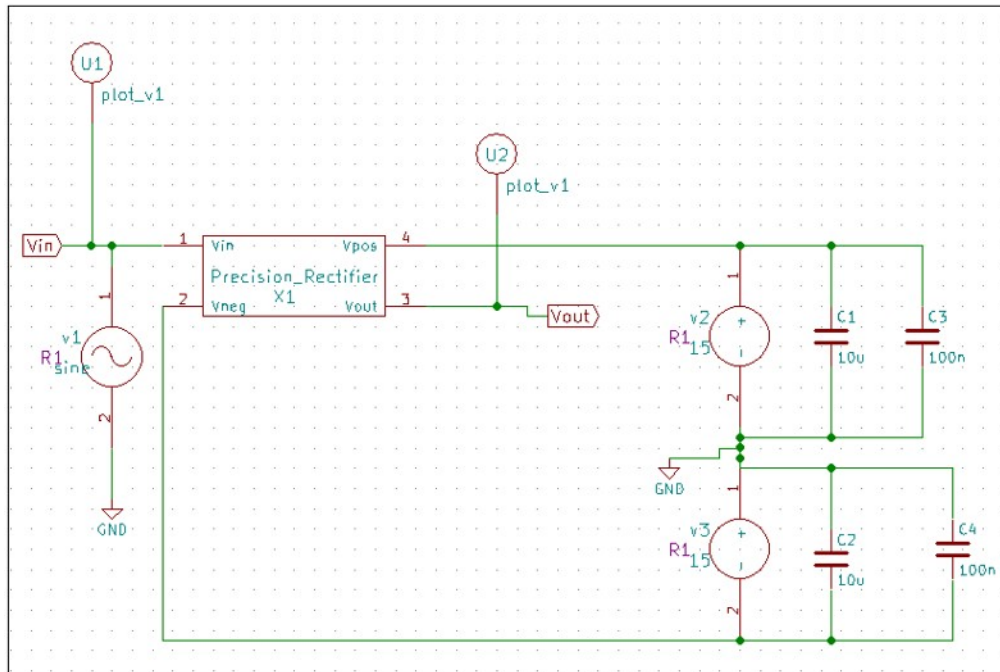 U1
plot_v1
U2
plot_v1
Vin
1
Vin
Vpos
4
Precision_Rectifier
X1
2
Vneg
Vout
3
Vout
1
v1
R1
sine
2
GND
1
v2
+
R1
15
-
2
C1
10u
C3
100n
GND
1
v3
+
R1
15
-
2
C2
10u
C4
100n